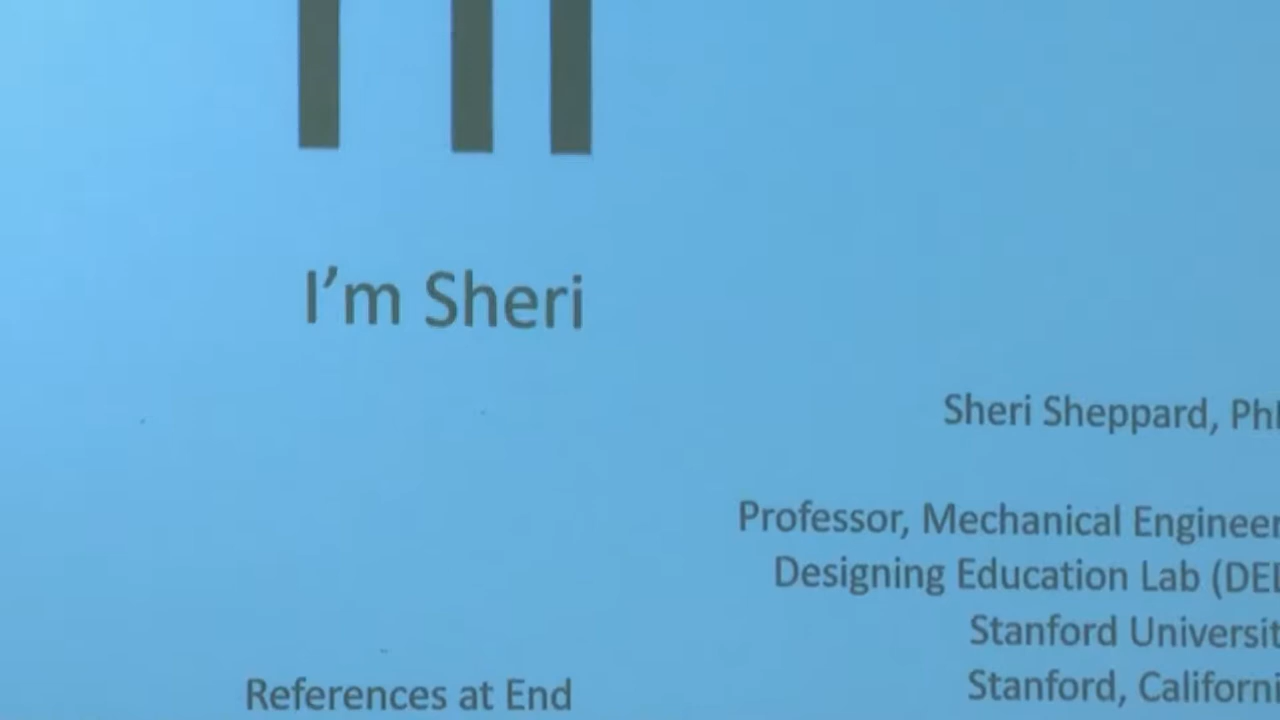 I'm Sheri
Sheri Sheppard, Ph
Professor, Mechanical Engineer
Designing Education Lab (DE
Stanford Universit
Stanford, Californi
References at End